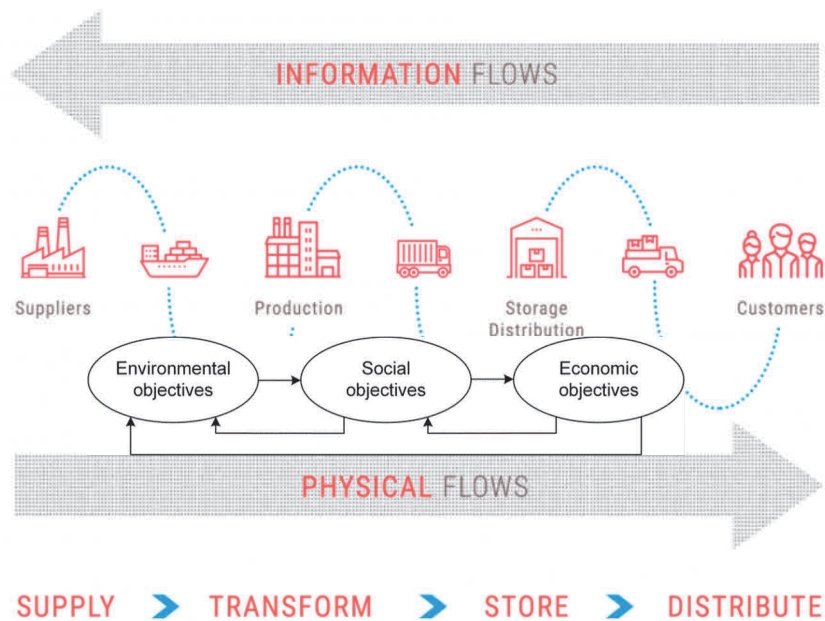 INFORMATION FLOWS
Suppliers
Production
Storage
Distribution
Customers
Environmental
objectives
Social
objectives
Economic
objectives
PHYSICAL FLOWS
SUPPLY
TRANSFORM
STORE
DISTRIBUTE